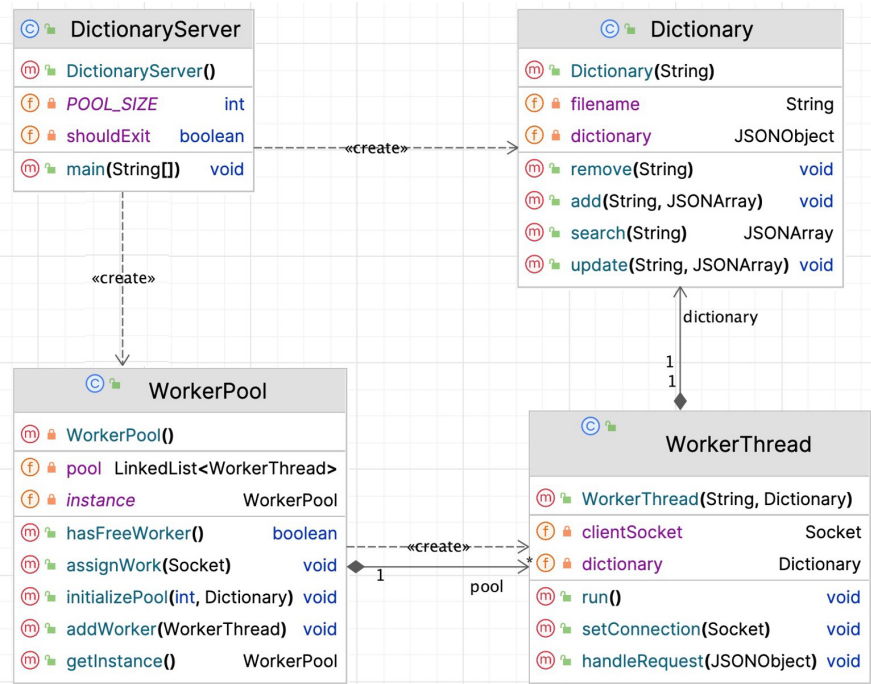 DictionaryServer
DictionaryServer()
POOL_SIZE int
shouldExit boolean
main(String[]) void
«create»
Dictionary
Dictionary(String)
filename String
dictionary JSONObject
remove(String) void
add(String, JSONArray) void
search(String) JSONArray
update(String, JSONArray) void
«create»
dictionary
1
1
WorkerPool
WorkerPool()
pool LinkedList<WorkerThread>
instance WorkerPool
hasFreeWorker() boolean
assignWork(Socket) void
initializePool(int, Dictionary) void
addWorker(WorkerThread) void
getInstance() WorkerPool
«create»
1
*
pool
WorkerThread
WorkerThread(String, Dictionary)
clientSocket Socket
dictionary Dictionary
run() void
setConnection(Socket) void
handleRequest(JSONObject) void